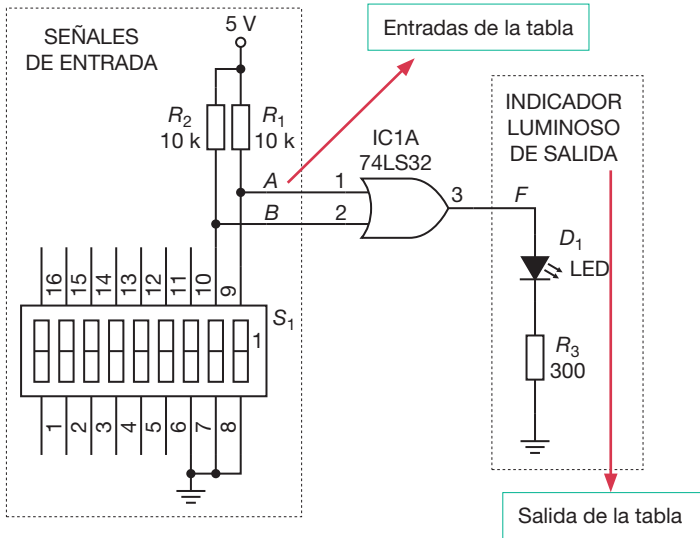 SEÑALES
DE ENTRADA
5 V
Entradas de la tabla
R2
10 k
R1
10 k
INDICADOR
LUMINOSO
DE SALIDA
IC1A
74LS32
A
1
B
2
3
F
D1
LED
16
15
14
13
12
11
10
9
S1
1
R3
300
1
2
3
4
5
6
7
8
Salida de la tabla